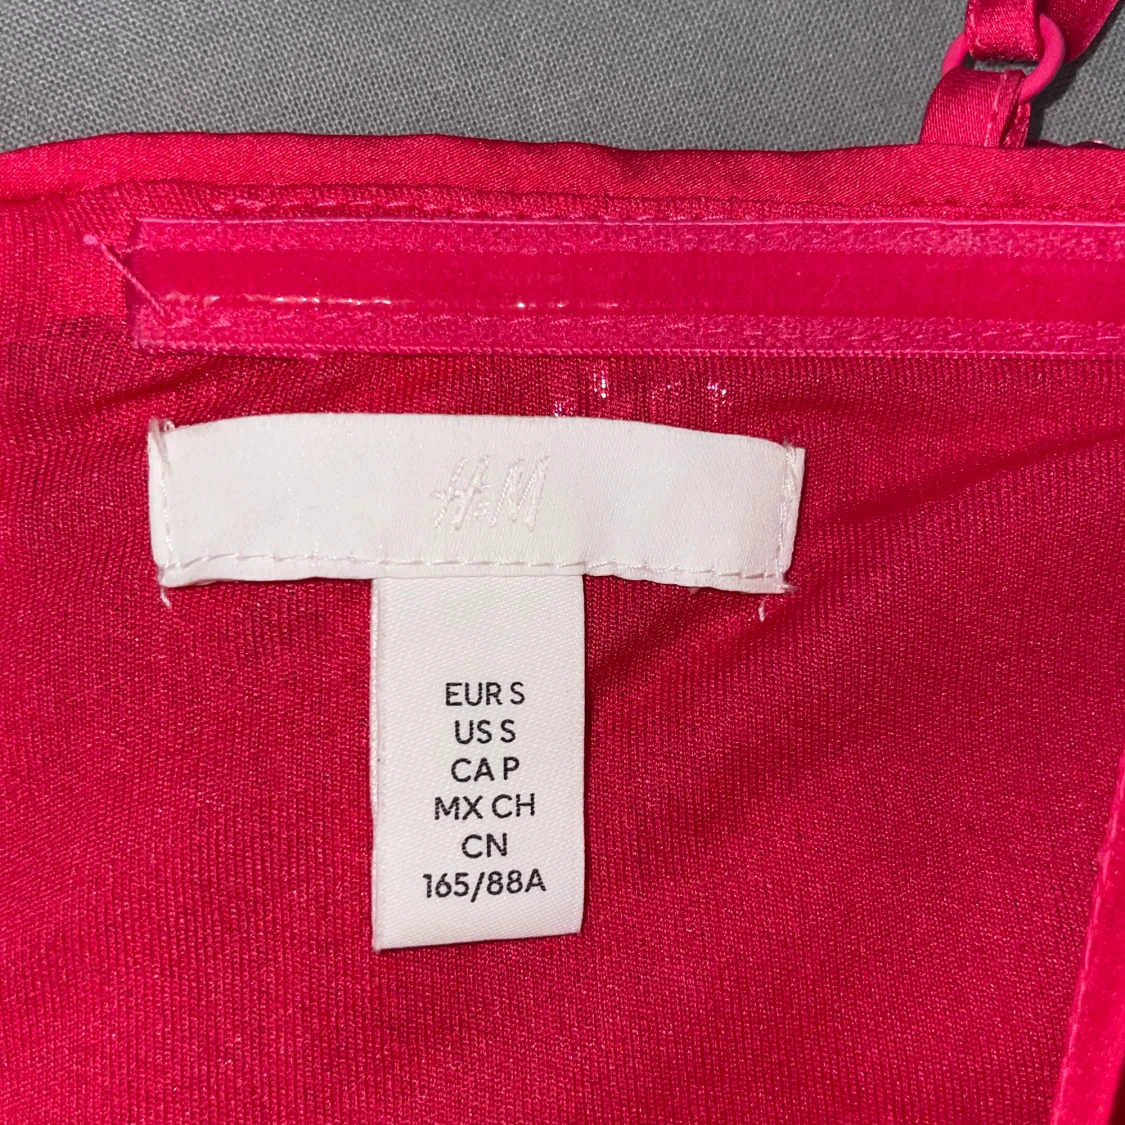 H&M
EUR S
US S
CA P
MX CH
CN
165/88A